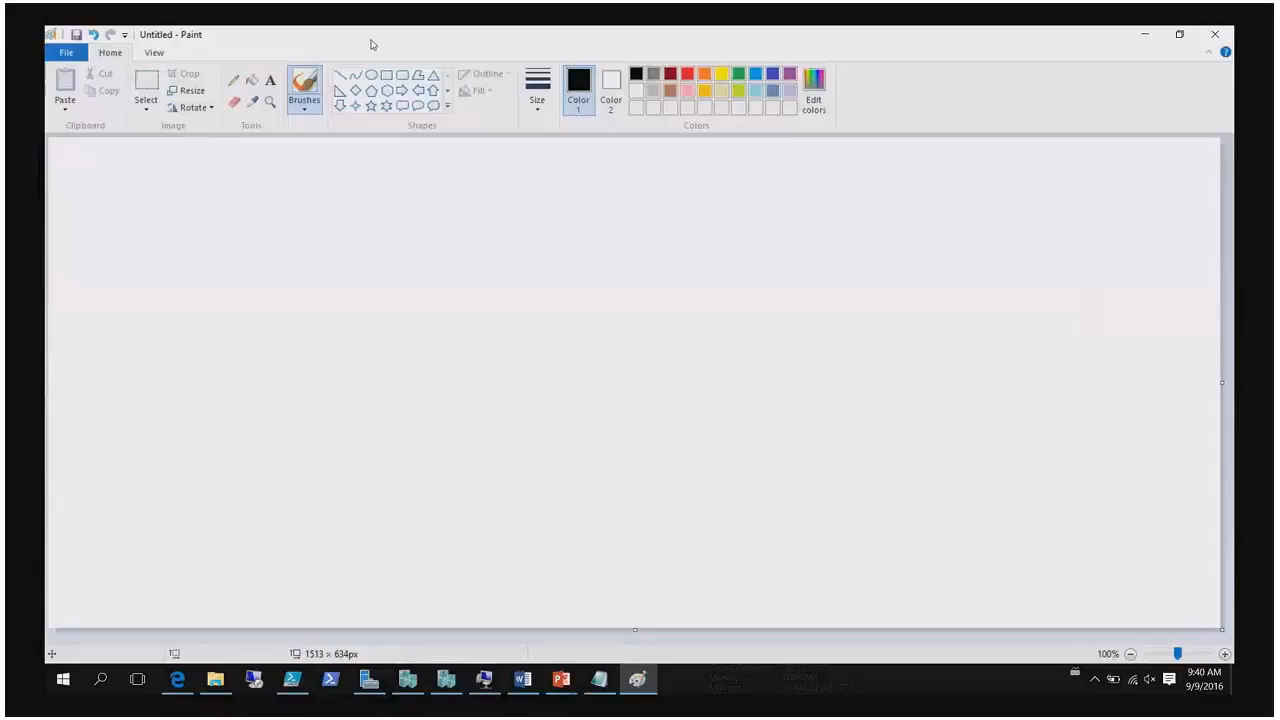 Untitled - Paint
File Home View
Paste
Cut
Copy
Clipboard
Select
Crop
Resize
Rotate
Image
Tools
Brushes
Shapes
Outline
Fill
Size
Color
1
Color
2
Colors
Edit
colors
1513 × 634px
100%
9:40 AM
9/9/2016